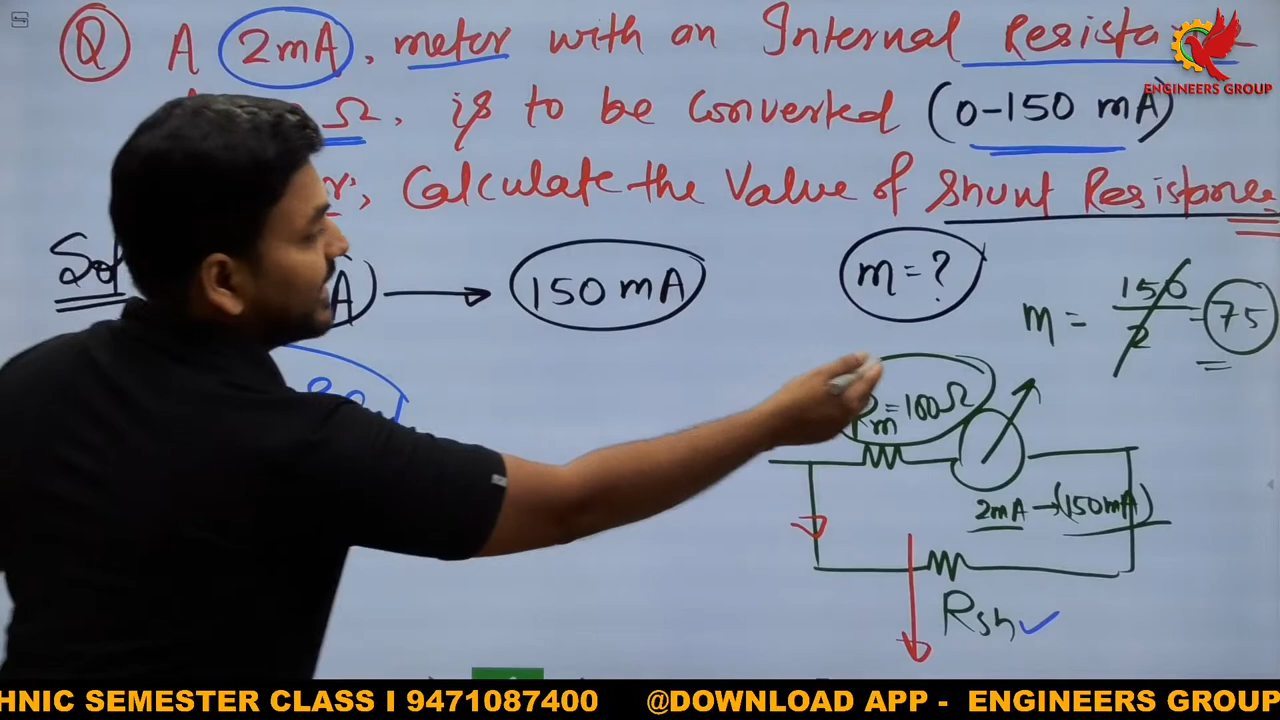 Q A 2mA, meter with an Internal Resista
ENGINEERS GROUP
Ω, is to be Converted (0-150 mA)
r, Calculate the Value of Shunt Resistance.
Sol A) → 150 mA m=?
m = 150/2 = 75
Rm=100Ω
2mA→(150mA)
Rsh ✓
HNIC SEMESTER CLASS I 9471087400 @DOWNLOAD APP - ENGINEERS GROUP